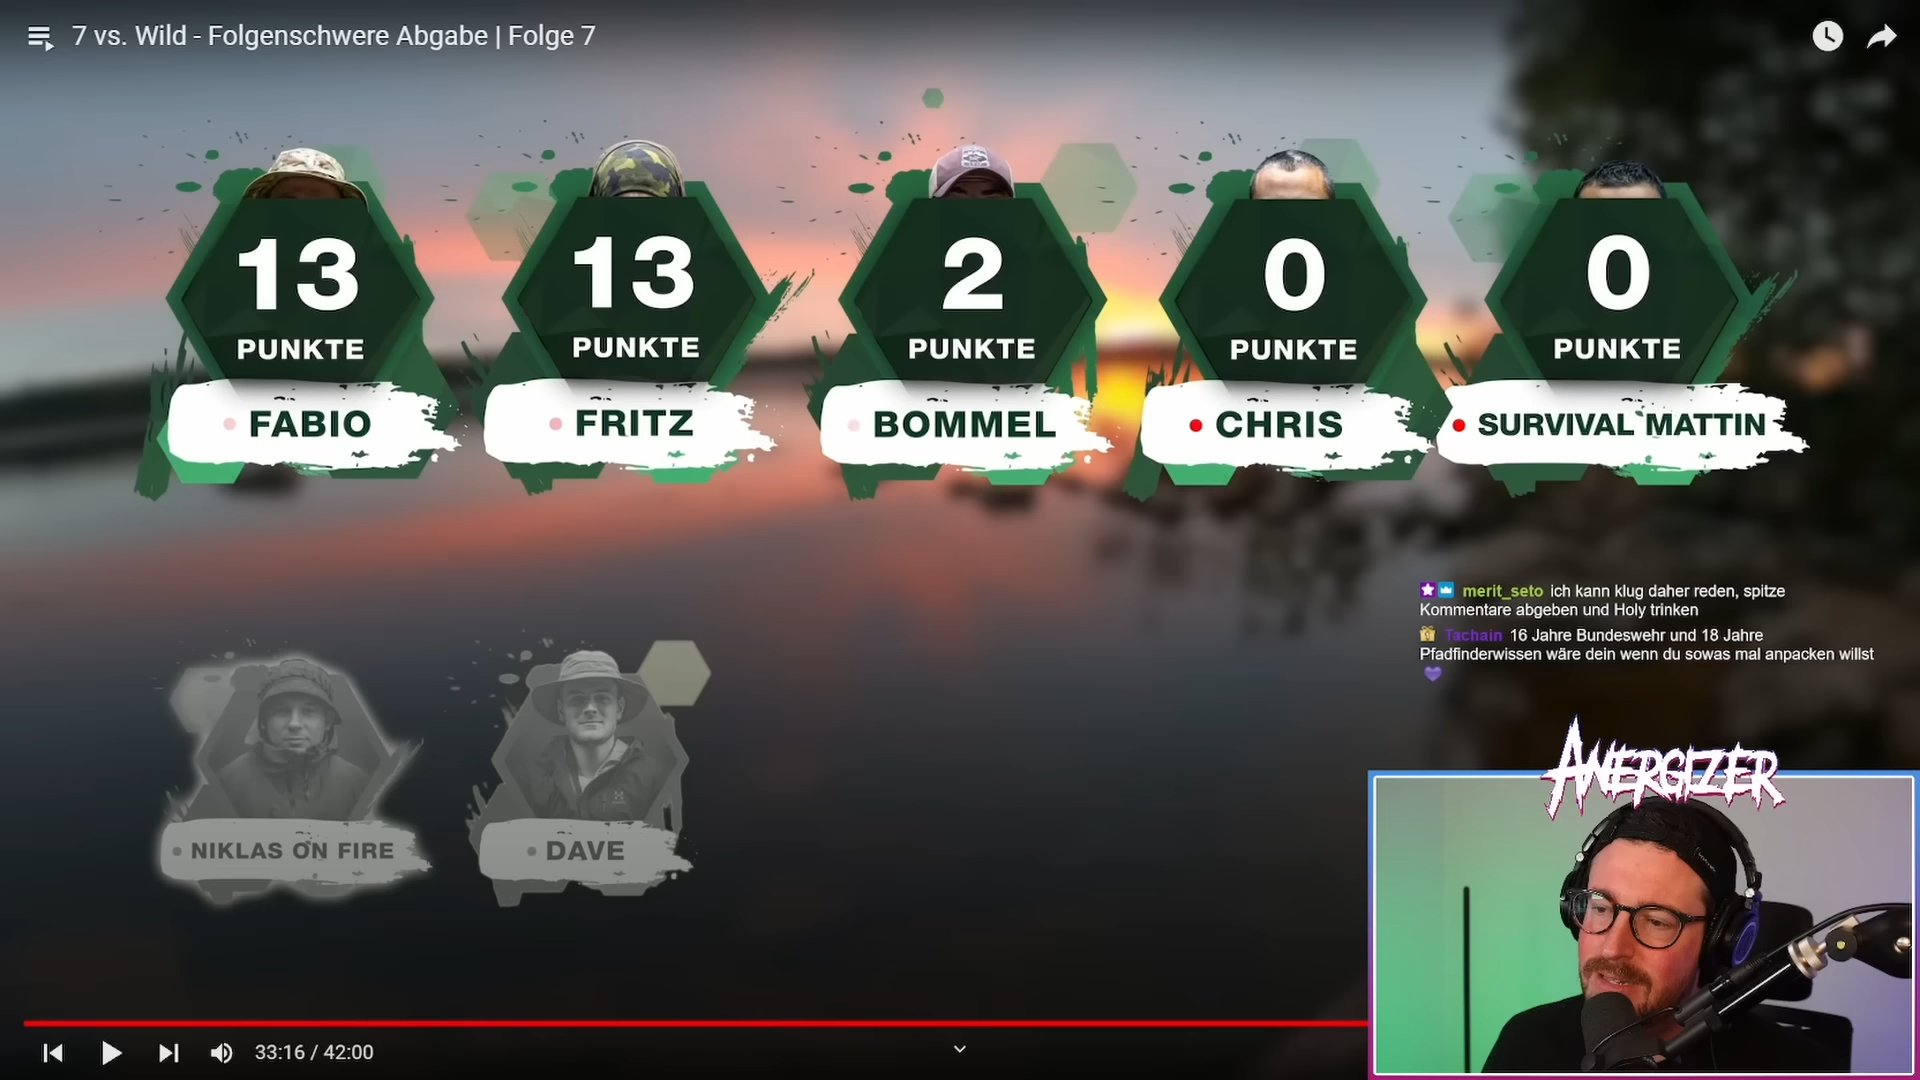 7 vs. Wild - Folgenschwere Abgabe | Folge 7
13
PUNKTE
FABIO
13
PUNKTE
FRITZ
2
PUNKTE
BOMMEL
0
PUNKTE
CHRIS
0
PUNKTE
SURVIVAL MATTIN
NIKLAS ON FIRE
DAVE
merit_seto ich kann klug daher reden, spitze
Kommentare abgeben und Holy trinken
Tachain 16 Jahre Bundeswehr und 18 Jahre
Pfadfinderwissen wäre dein wenn du sowas mal anpacken willst
AWERGIZER
33:16 / 42:00